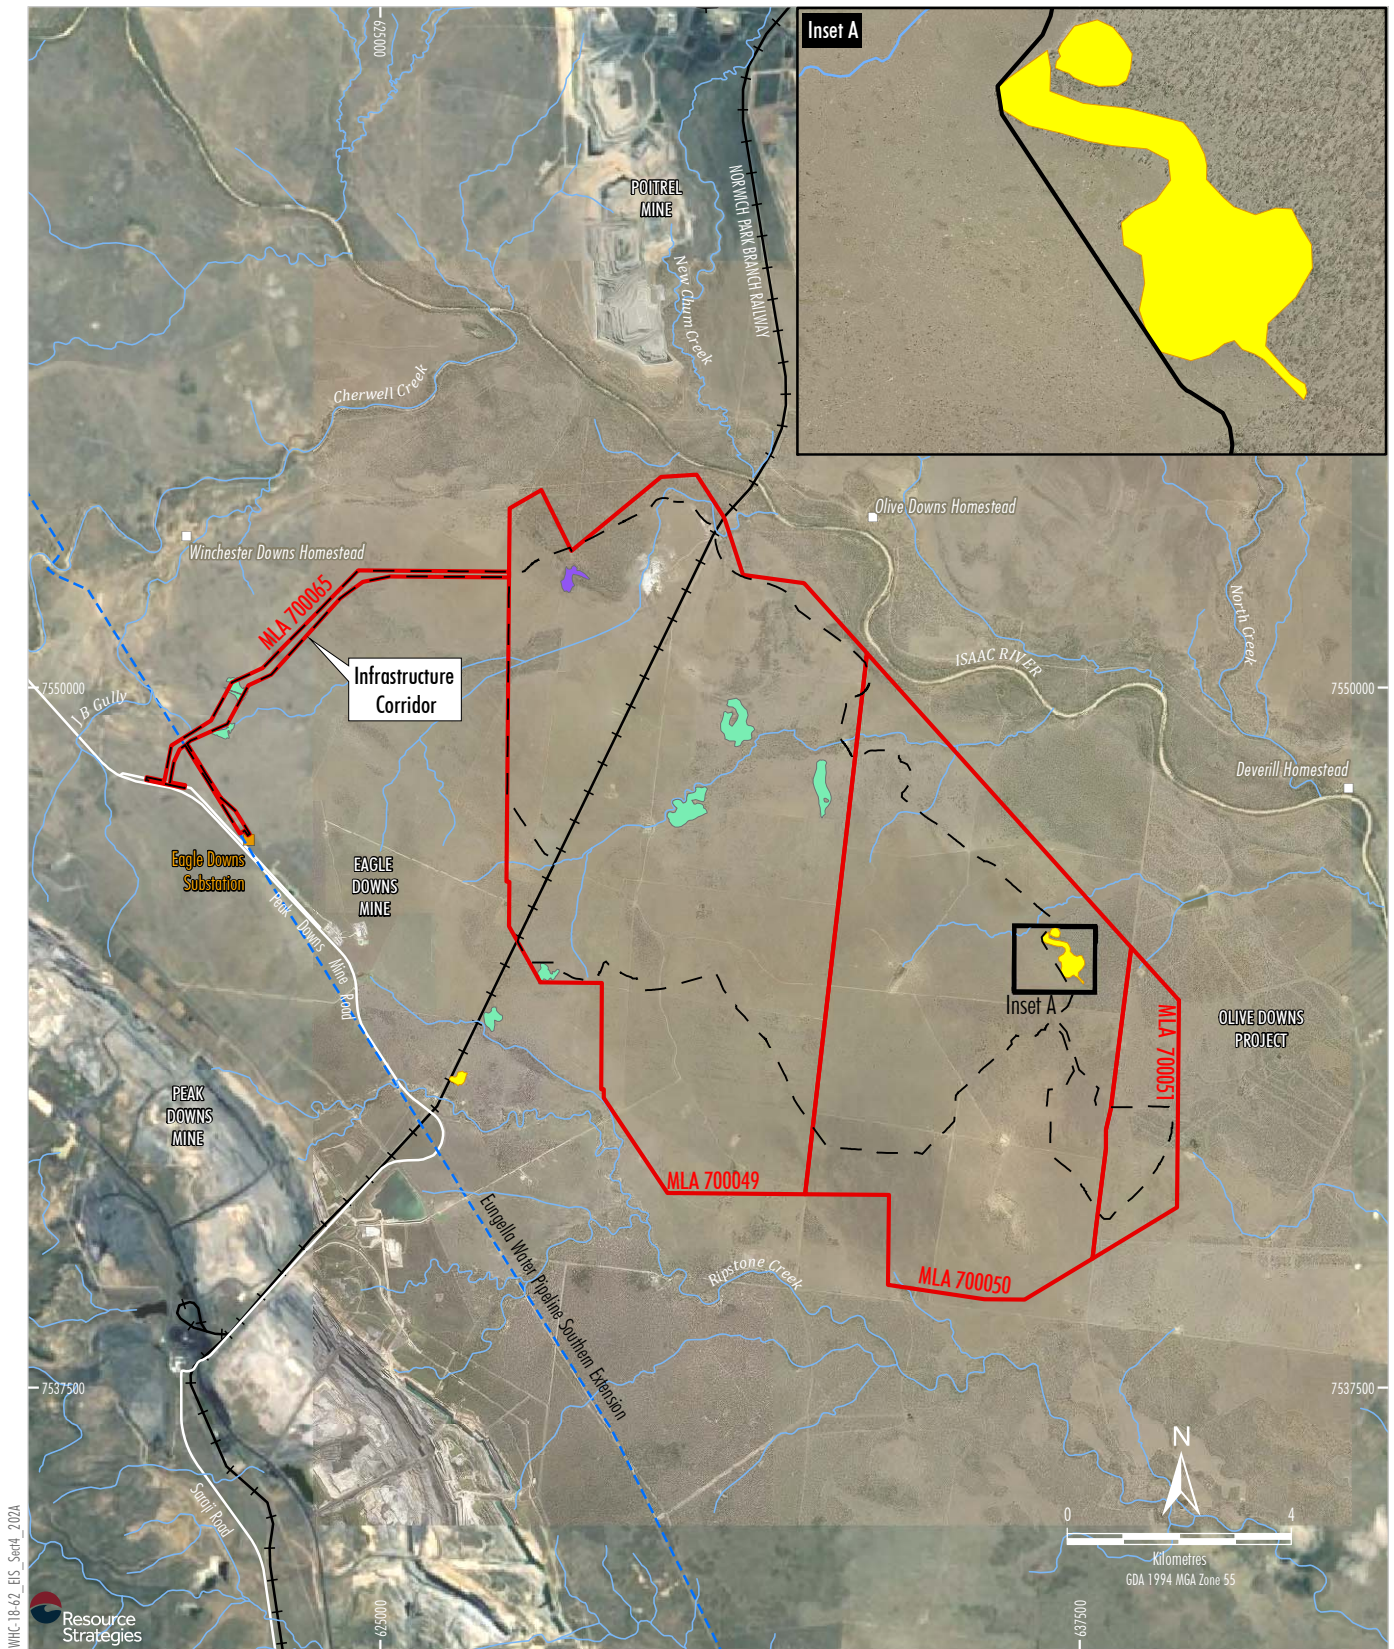 Inset A
625000
POITREL
MINE
NORWICH PARK BRANCH RAILWAY
New Chum Creek
Cherwell Creek
Olive Downs Homestead
Winchester Downs Homestead
MLA 700065
North Creek
Infrastructure
Corridor
ISAAC RIVER
7550000
7550000
J B Gully
Deverill Homestead
Eagle Downs
Substation
EAGLE
DOWNS
MINE
Peak Downs Mine Road
Inset A
MLA 700051
OLIVE DOWNS
PROJECT
PEAK
DOWNS
MINE
MLA 700049
Eungella Water Pipeline Southern Extension
Ripstone Creek
MLA 700050
7537500
7537500
N
Saraji Road
0 4
Kilometres
GDA 1994 MGA Zone 55
WHC-18-62_EIS_Sect4_202A
Resource
Strategies
625000
637500